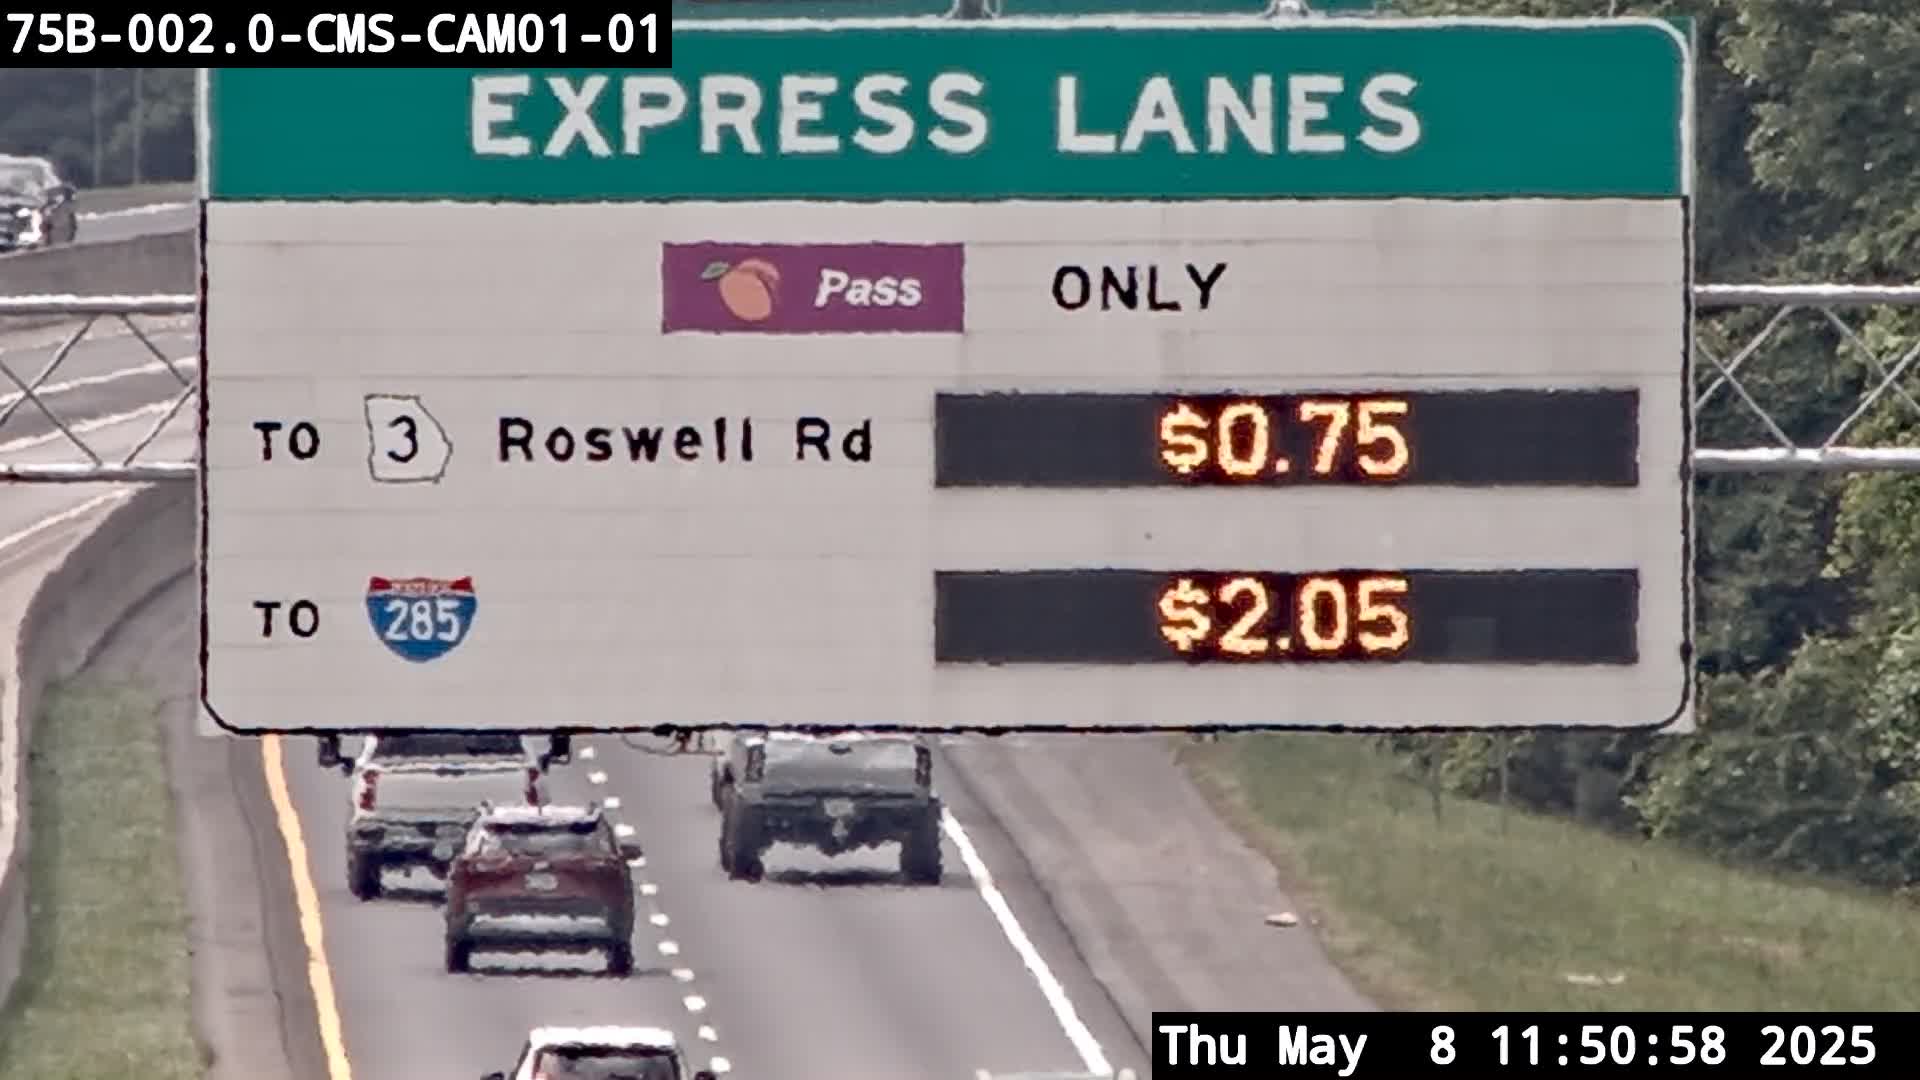 75B-002.0-CMS-CAM01-01
EXPRESS LANES
Pass ONLY
TO 3 Roswell Rd $0.75
TO 285 $2.05
Thu May 8 11:50:58 2025